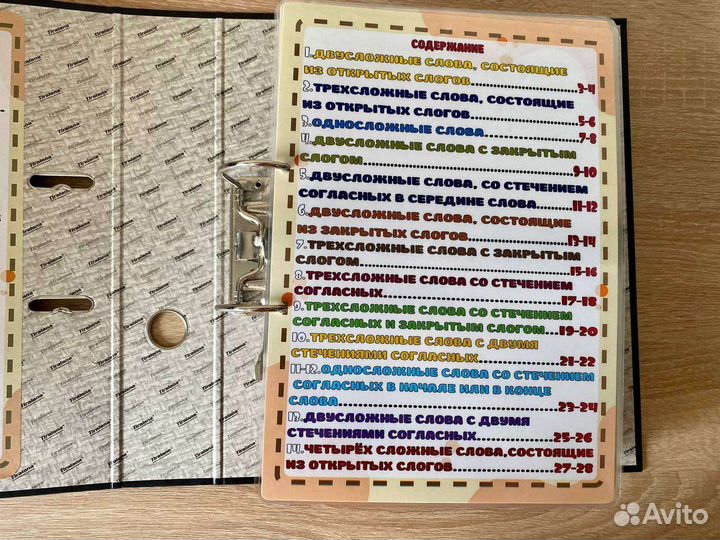 СОДЕРЖАНИЕ
1.ДВУСЛОЖНЫЕ СЛОВА, СОСТОЯЩИЕ
ИЗ ОТКРЫТЫХ СЛОГОВ..........................3-4
2.ТРЕХСЛОЖНЫЕ СЛОВА, СОСТОЯЩИЕ
ИЗ ОТКРЫТЫХ СЛОГОВ..........................5-6
3.ОДНОСЛОЖНЫЕ СЛОВА......................7-8
4.ДВУСЛОЖНЫЕ СЛОВА С ЗАКРЫТЫМ
СЛОГОМ.............................................9-10
5.ДВУСЛОЖНЫЕ СЛОВА, СО СТЕЧЕНИЕМ
СОГЛАСНЫХ В СЕРЕДИНЕ СЛОВА........11-12
6.ДВУСЛОЖНЫЕ СЛОВА, СОСТОЯЩИЕ
ИЗ ЗАКРЫТЫХ СЛОГОВ........................13-14
7.ТРЕХСЛОЖНЫЕ СЛОВА С ЗАКРЫТЫМ
СЛОГОМ.............................................15-16
8.ТРЕХСЛОЖНЫЕ СЛОВА СО СТЕЧЕНИЕМ
СОГЛАСНЫХ.......................................17-18
9.ТРЕХСЛОЖНЫЕ СЛОВА СО СТЕЧЕНИЕМ
СОГЛАСНЫХ И ЗАКРЫТЫМ СЛОГОМ...19-20
10.ТРЕХСЛОЖНЫЕ СЛОВА С ДВУМЯ
СТЕЧЕНИЯМИ СОГЛАСНЫХ.................21-22
11-12.ОДНОСЛОЖНЫЕ СЛОВА СО СТЕЧЕНИЕМ
СОГЛАСНЫХ В НАЧАЛЕ ИЛИ В КОНЦЕ
СЛОВА................................................23-24
13.ДВУСЛОЖНЫЕ СЛОВА С ДВУМЯ
СТЕЧЕНИЯМИ СОГЛАСНЫХ................25-26
14.ЧЕТЫРЁХ СЛОЖНЫЕ СЛОВА,СОСТОЯЩИЕ
ИЗ ОТКРЫТЫХ СЛОГОВ......................27-28
Avito